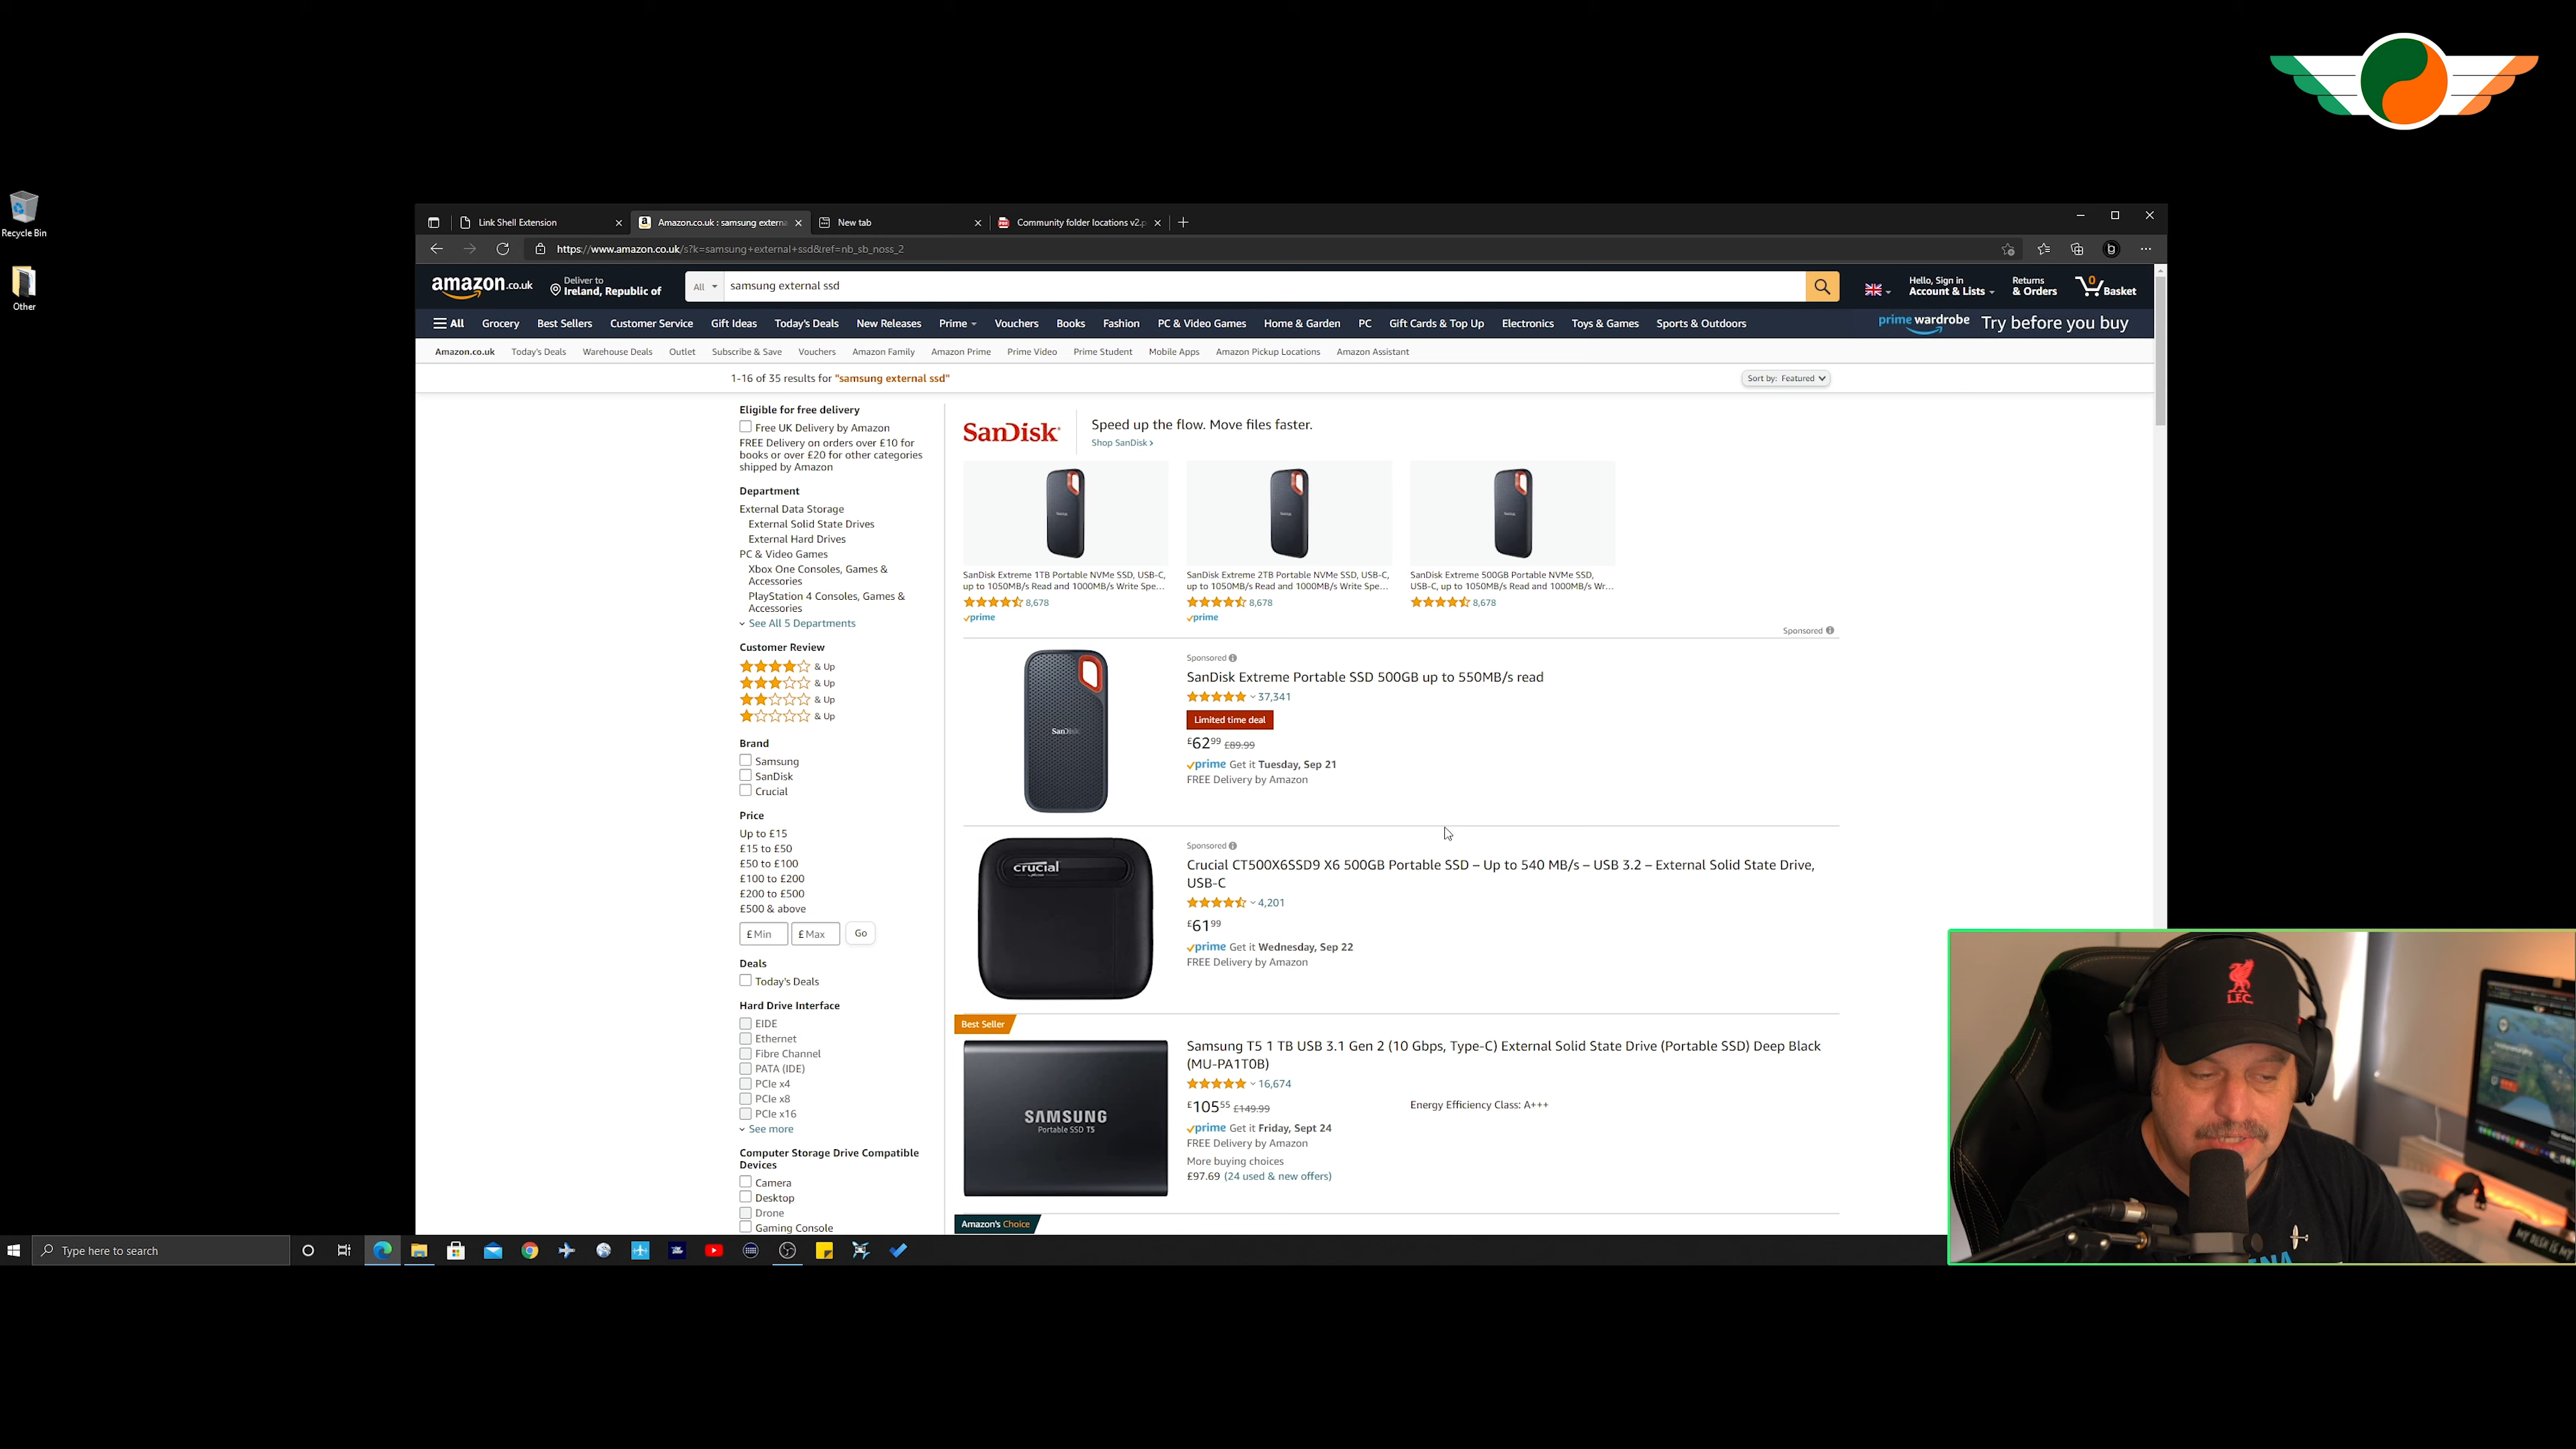 Recycle Bin
Other
Link Shell Extension
Amazon.co.uk : samsung externa
New tab
Community folder locations v2.p
https://www.amazon.co.uk/s?k=samsung+external+ssd&ref=nb_sb_noss_2
amazon.co.uk
Deliver to
Ireland, Republic of
All
samsung external ssd
Hello, Sign in
Account & Lists
Returns
& Orders
0
Basket
All Grocery Best Sellers Customer Service Gift Ideas Today's Deals New Releases Prime Vouchers Books Fashion PC & Video Games Home & Garden PC Gift Cards & Top Up Electronics Toys & Games Sports & Outdoors
prime wardrobe Try before you buy
Amazon.co.uk Today's Deals Warehouse Deals Outlet Subscribe & Save Vouchers Amazon Family Amazon Prime Prime Video Prime Student Mobile Apps Amazon Pickup Locations Amazon Assistant
1-16 of 35 results for "samsung external ssd"
Sort by: Featured
Eligible for free delivery
Free UK Delivery by Amazon
FREE Delivery on orders over £10 for
books or over £20 for other categories
shipped by Amazon
Department
External Data Storage
External Solid State Drives
External Hard Drives
PC & Video Games
Xbox One Consoles, Games &
Accessories
PlayStation 4 Consoles, Games &
Accessories
See All 5 Departments
Customer Review
& Up
& Up
& Up
& Up
Brand
Samsung
SanDisk
Crucial
Price
Up to £15
£15 to £50
£50 to £100
£100 to £200
£200 to £500
£500 & above
£ Min £ Max Go
Deals
Today's Deals
Hard Drive Interface
EIDE
Ethernet
Fibre Channel
PATA (IDE)
PCIe x4
PCIe x8
PCIe x16
See more
Computer Storage Drive Compatible
Devices
Camera
Desktop
Drone
Gaming Console
SanDisk
Speed up the flow. Move files faster.
Shop SanDisk ›
SanDisk Extreme 1TB Portable NVMe SSD, USB-C,
up to 1050MB/s Read and 1000MB/s Write Spe...
8,678
prime
SanDisk Extreme 2TB Portable NVMe SSD, USB-C,
up to 1050MB/s Read and 1000MB/s Write Spe...
8,678
prime
SanDisk Extreme 500GB Portable NVMe SSD,
USB-C, up to 1050MB/s Read and 1000MB/s Wr...
8,678
Sponsored
SanDisk
Sponsored
SanDisk Extreme Portable SSD 500GB up to 550MB/s read
37,341
Limited time deal
£62.99 £89.99
prime Get it Tuesday, Sep 21
FREE Delivery by Amazon
crucial
Sponsored
Crucial CT500X6SSD9 X6 500GB Portable SSD – Up to 540 MB/s – USB 3.2 – External Solid State Drive,
USB-C
4,201
£61.99
prime Get it Wednesday, Sep 22
FREE Delivery by Amazon
Best Seller
SAMSUNG
Portable SSD T5
Samsung T5 1 TB USB 3.1 Gen 2 (10 Gbps, Type-C) External Solid State Drive (Portable SSD) Deep Black
(MU-PA1T0B)
16,674
£105.55 £149.99
Energy Efficiency Class: A+++
prime Get it Friday, Sept 24
FREE Delivery by Amazon
More buying choices
£97.69 (24 used & new offers)
Amazon's Choice
Type here to search
L.F.C.
MY DESK IS MY